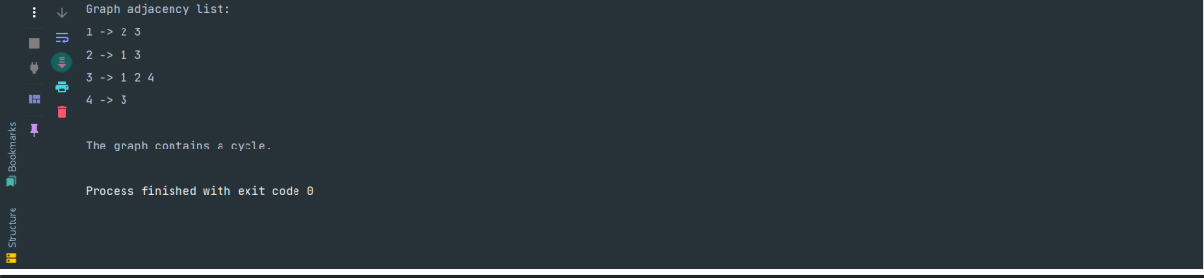 Graph adjacency list:
1 -> 2 3
2 -> 1 3
3 -> 1 2 4
4 -> 3
The graph contains a cycle.
Process finished with exit code 0
Bookmarks
Structure